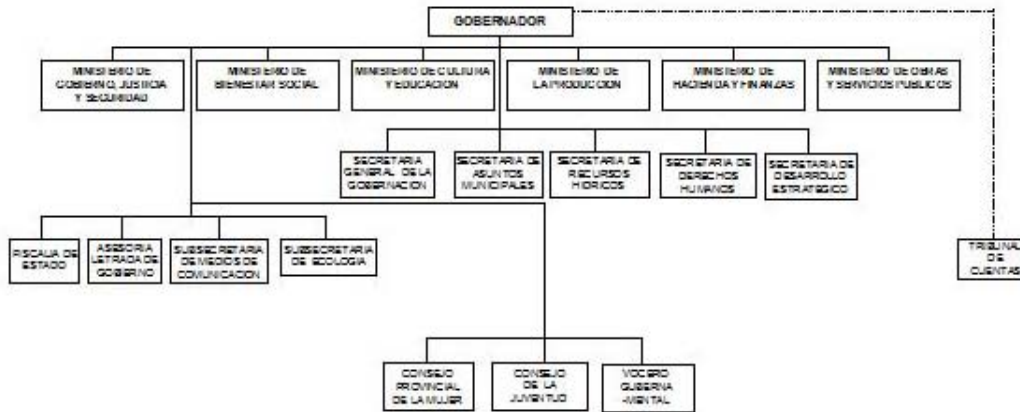 GOBERNADOR
MINISTERIO DE
GOBIERNO, JUSTICIA
Y SEGURIDAD
MINISTERIO DE
BIENESTAR SOCIAL
MINISTERIO DE CULTURA
Y EDUCACION
MINISTERIO DE
LA PRODUCCION
MINISTERIO DE
HACIENDA Y FINANZAS
MINISTERIO DE OBRAS
Y SERVICIOS PUBLICOS
SECRETARIA
GENERAL DE LA
GOBERNACION
SECRETARIA DE
ASUNTOS
MUNICIPALES
SECRETARIA DE
RECURSOS
HIDRICOS
SECRETARIA DE
DERECHOS
HUMANOS
SECRETARIA DE
DESARROLLO
ESTRATEGICO
FISCALIA DE
ESTADO
ASESORIA
LETRADA DE
GOBIERNO
SUBSECRETARIA
DE MEDIOS DE
COMUNICACION
SUBSECRETARIA
DE ECOLOGIA
TRIBUNAL
DE
CUENTAS
CONSEJO
PROVINCIAL
DE LA MUJER
CONSEJO
DE LA
JUVENTUD
VOCERO
GUBERNA
-MENTAL